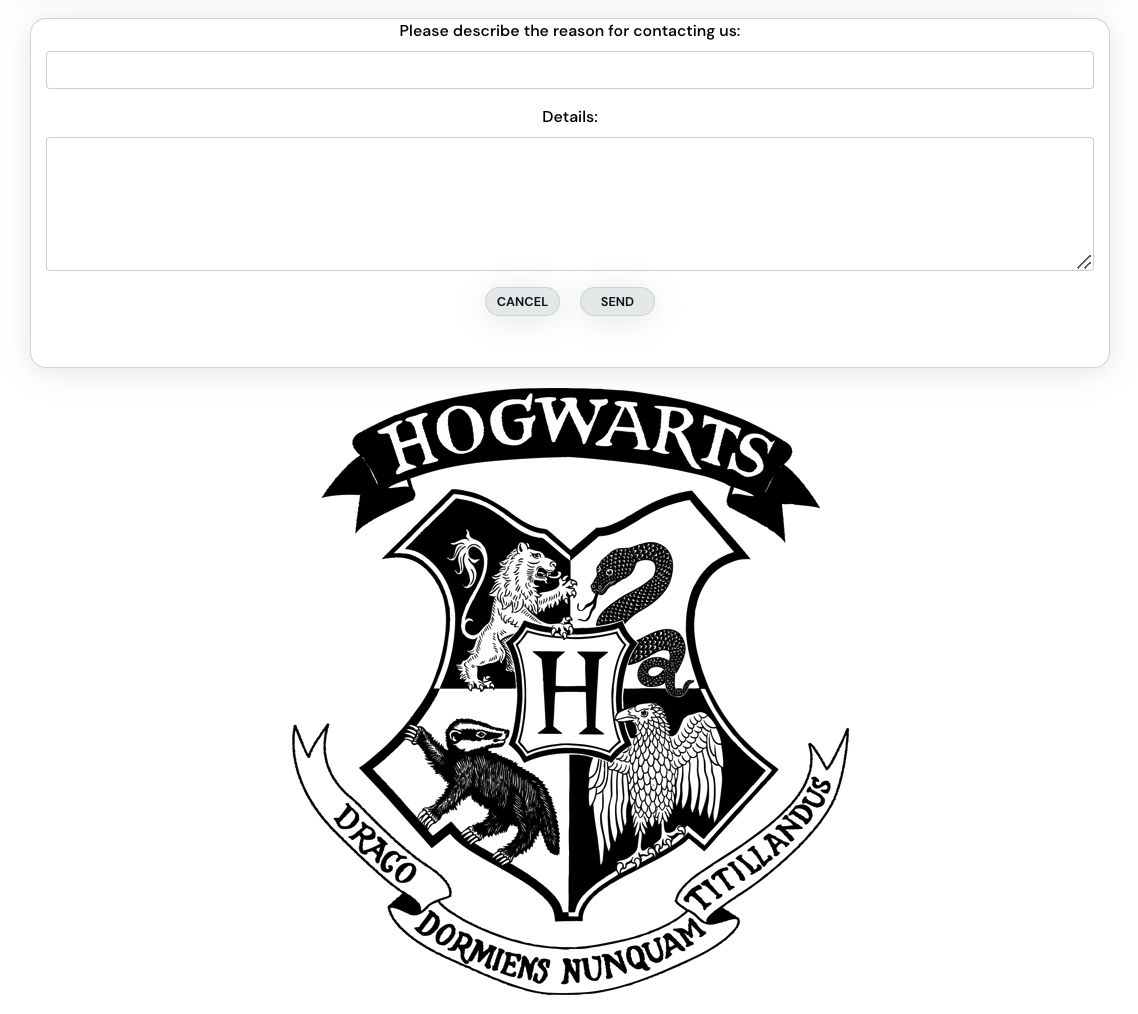 Please describe the reason for contacting us:
Details:
CANCEL SEND
HOGWARTS
H
DRACO
DORMIENS NUNQUAM
TITILLANDUS